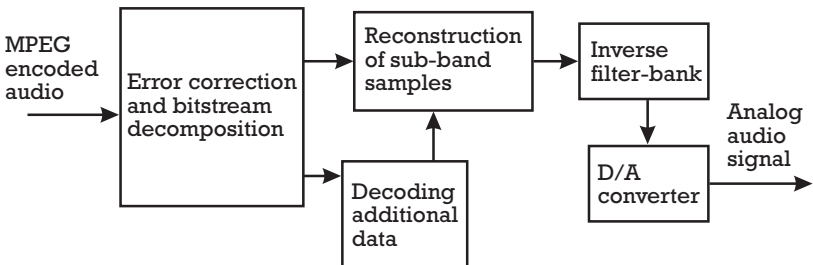 MPEG
encoded
audio
Error correction
and bitstream
decomposition
Reconstruction
of sub-band
samples
Decoding
additional
data
Inverse
filter-bank
D/A
converter
Analog
audio
signal